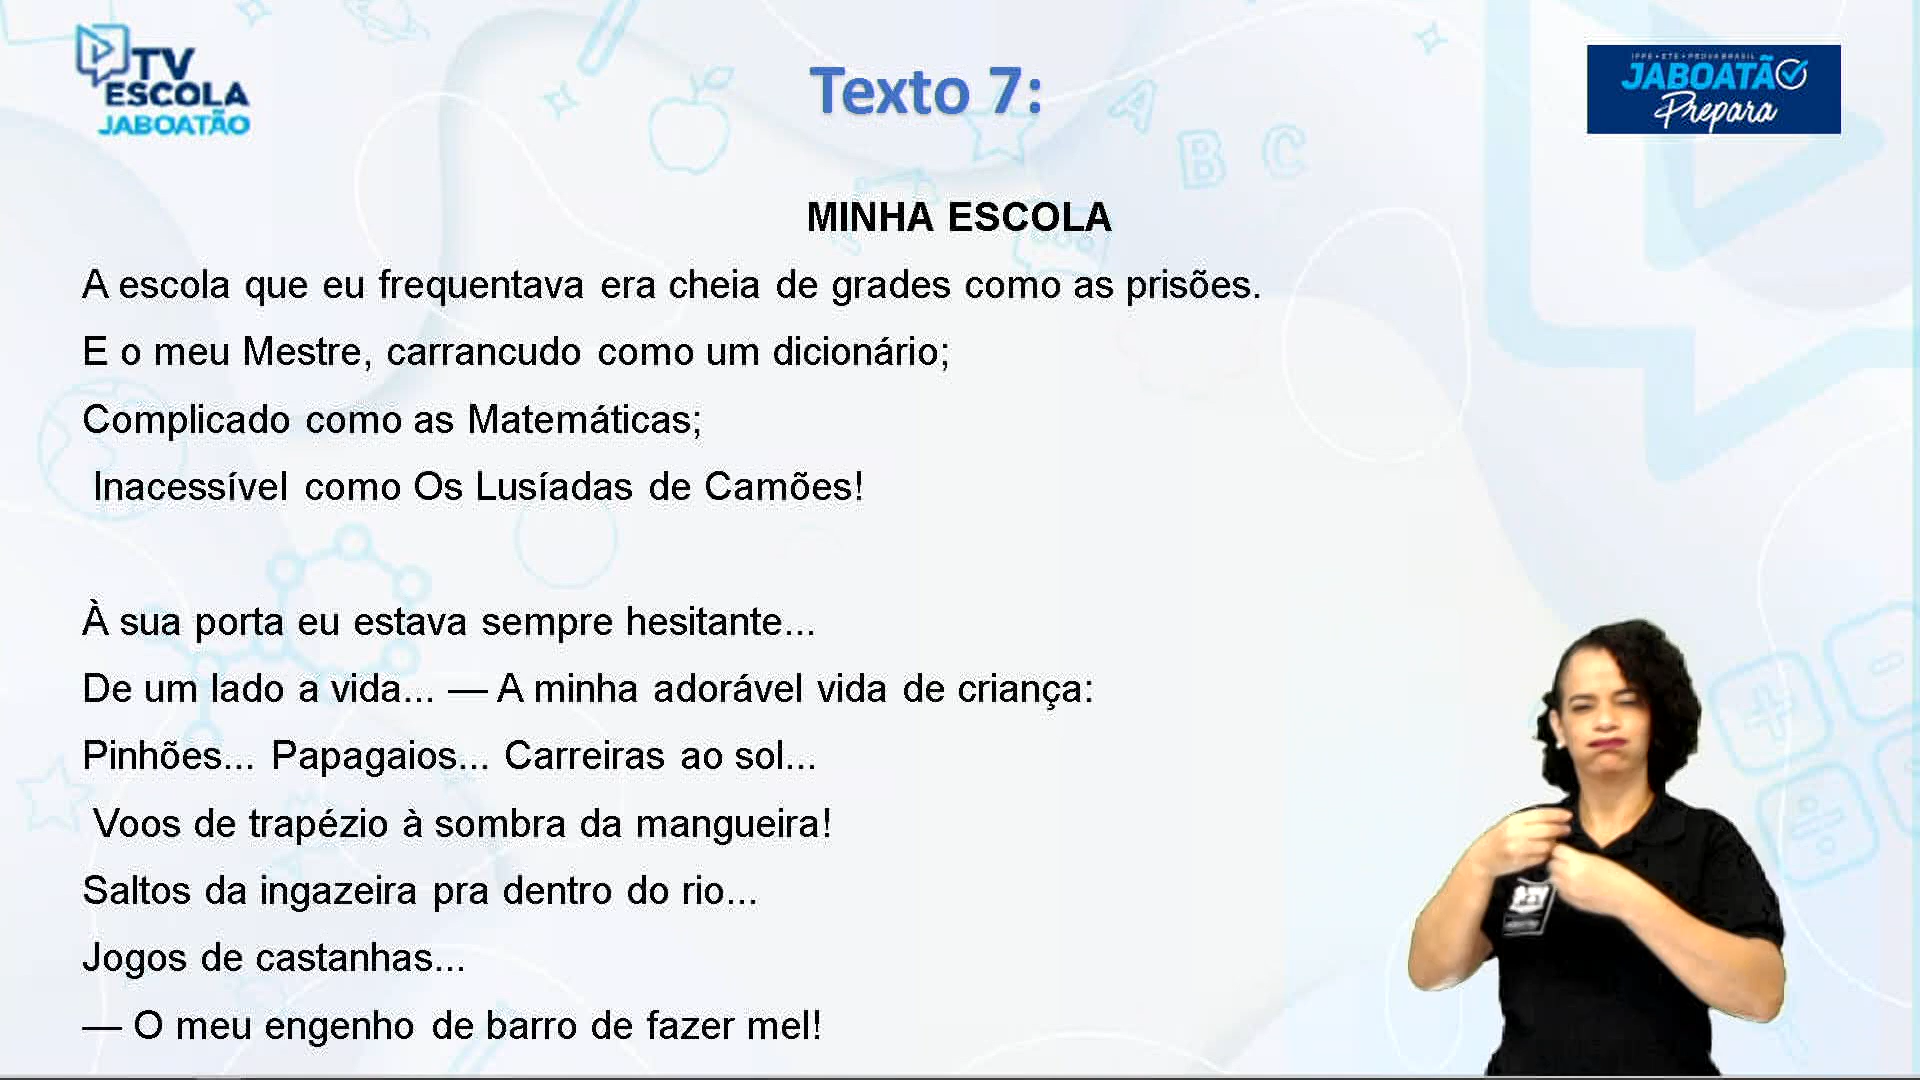 TV
ESCOLA
JABOATÃO
Texto 7:
IFPE • ETE • PROVA BRASIL
JABOATÃO
Prepara
MINHA ESCOLA
A escola que eu frequentava era cheia de grades como as prisões.
E o meu Mestre, carrancudo como um dicionário;
Complicado como as Matemáticas;
Inacessível como Os Lusíadas de Camões!
À sua porta eu estava sempre hesitante...
De um lado a vida... — A minha adorável vida de criança:
Pinhões... Papagaios... Carreiras ao sol...
Voos de trapézio à sombra da mangueira!
Saltos da ingazeira pra dentro do rio...
Jogos de castanhas...
— O meu engenho de barro de fazer mel!
A
B
C